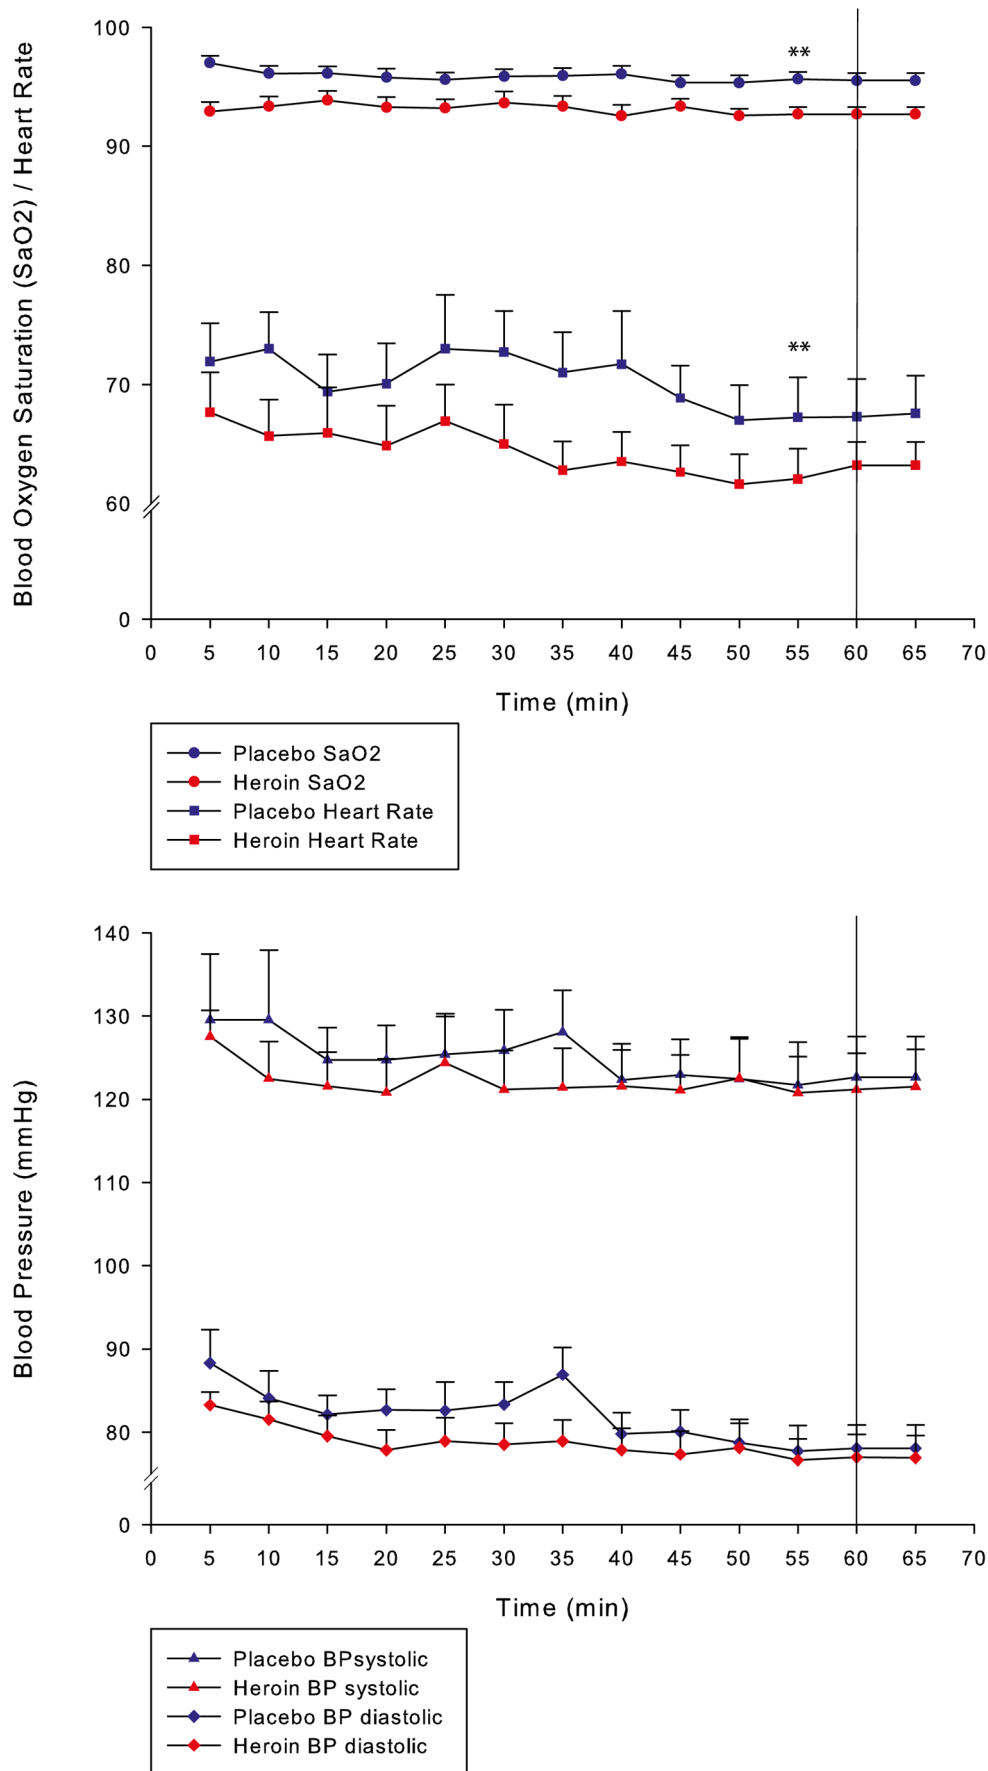 Blood Oxygen Saturation (SaO2) / Heart Rate
100
90
80
70
60
0
**
**
0 5 10 15 20 25 30 35 40 45 50 55 60 65 70
Time (min)
Placebo SaO2
Heroin SaO2
Placebo Heart Rate
Heroin Heart Rate
Blood Pressure (mmHg)
140
130
120
110
100
90
80
0
0 5 10 15 20 25 30 35 40 45 50 55 60 65 70
Time (min)
Placebo BPsystolic
Heroin BP systolic
Placebo BP diastolic
Heroin BP diastolic